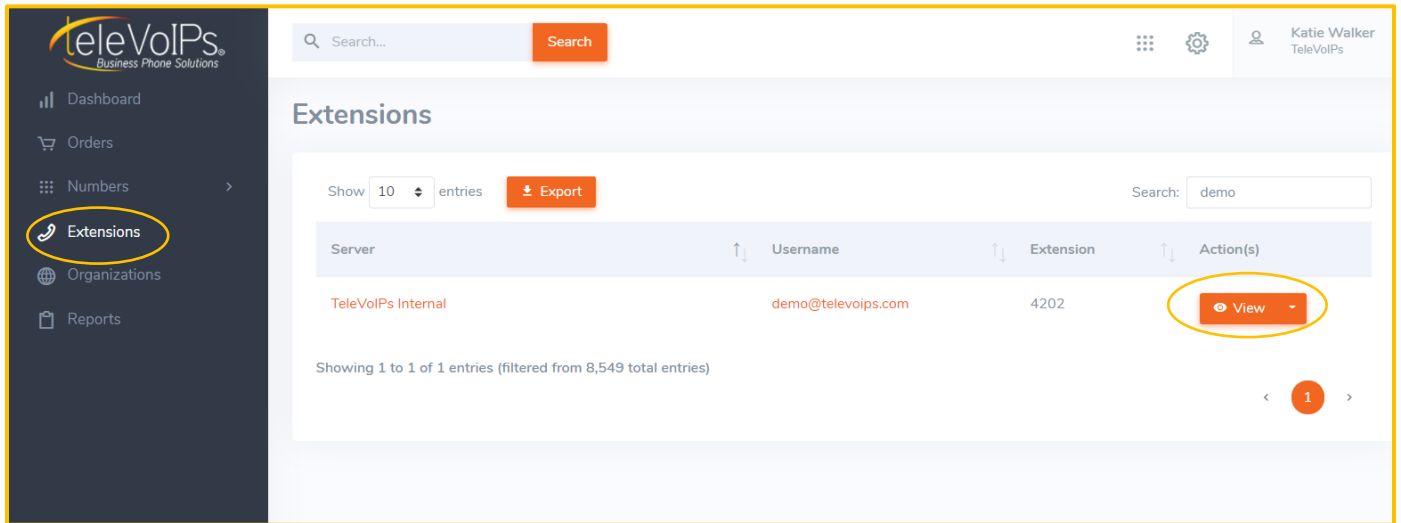 teleVoIPs®
Business Phone Solutions
Dashboard
Orders
Numbers
Extensions
Organizations
Reports
Search... Search
Katie Walker
TeleVoIPs
Extensions
Show 10 entries Export Search: demo
Server Username Extension Action(s)
TeleVoIPs Internal demo@televoips.com 4202 View
Showing 1 to 1 of 1 entries (filtered from 8,549 total entries)
1